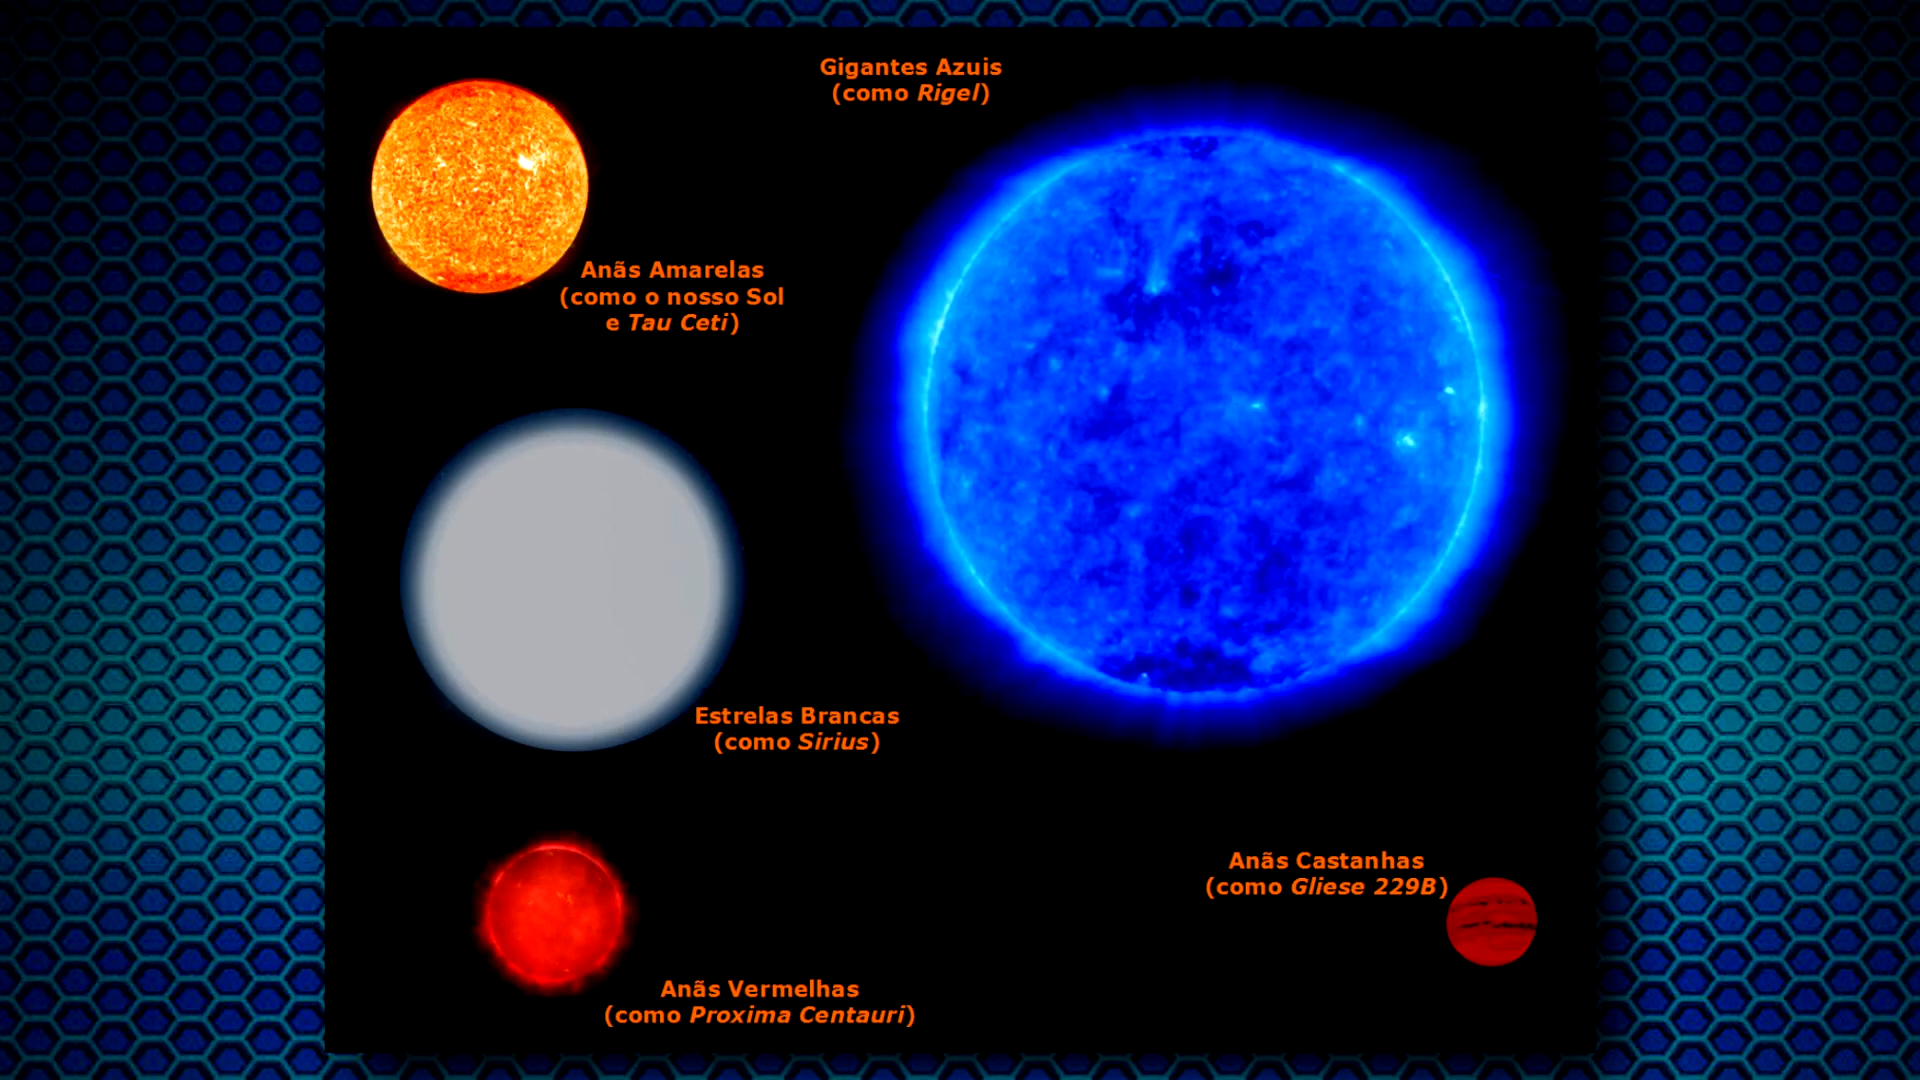 Gigantes Azuis
(como Rigel)
Anãs Amarelas
(como o nosso Sol
e Tau Ceti)
Estrelas Brancas
(como Sirius)
Anãs Castanhas
(como Gliese 229B)
Anãs Vermelhas
(como Proxima Centauri)